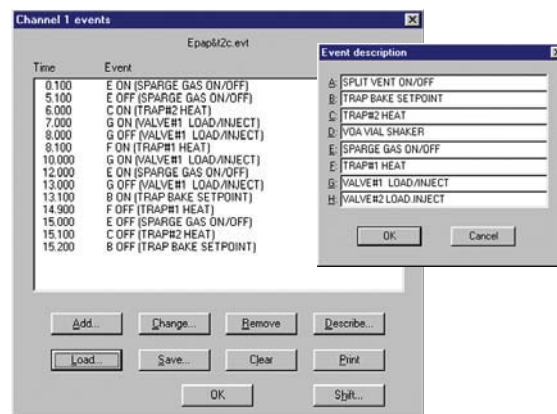 Channel 1 events
Epap&t2c.evt
Time Event
0.100 E ON (SPARGE GAS ON/OFF)
5.100 E OFF (SPARGE GAS ON/OFF)
6.000 C ON (TRAP#2 HEAT)
7.000 G ON (VALVE#1 LOAD/INJECT)
8.000 G OFF (VALVE#1 LOAD/INJECT)
8.100 F ON (TRAP#1 HEAT)
10.000 G ON (VALVE#1 LOAD/INJECT)
12.000 E ON (SPARGE GAS ON/OFF)
13.000 G OFF (VALVE#1 LOAD/INJECT)
13.100 B ON (TRAP BAKE SETPOINT)
14.900 F OFF (TRAP#1 HEAT)
15.000 E OFF (SPARGE GAS ON/OFF)
15.100 C OFF (TRAP#2 HEAT)
15.200 B OFF (TRAP BAKE SETPOINT)
Add... Change... Remove Describe...
Load... Save... Clear Print
OK Shift...
Event description
A: SPLIT VENT ON/OFF
B: TRAP BAKE SETPOINT
C: TRAP#2 HEAT
D: VOA VIAL SHAKER
E: SPARGE GAS ON/OFF
F: TRAP#1 HEAT
G: VALVE#1 LOAD/INJECT
H: VALVE#2 LOAD.INJECT
OK Cancel